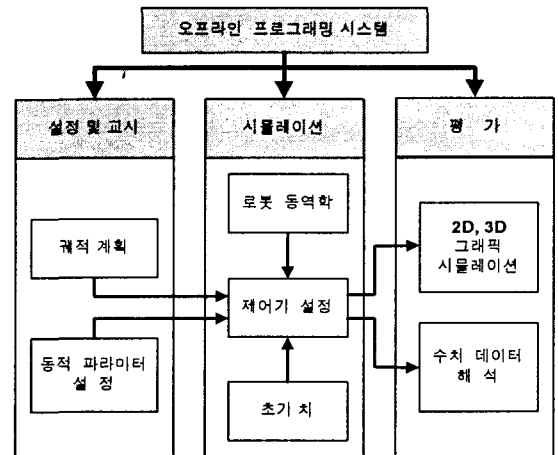 오프라인 프로그래밍 시스템
설정 및 교시
시뮬레이션
평 가
궤적 계획
동적 파라미터
설 정
로봇 동역학
제어기 설정
초기 치
2D, 3D
그래픽
시뮬레이션
수치 데이터
해 석